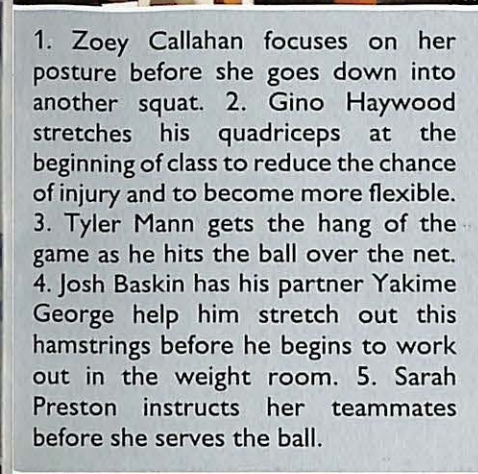 1. Zoey Callahan focuses on her
posture before she goes down into
another squat. 2. Gino Haywood
stretches his quadriceps at the
beginning of class to reduce the chance
of injury and to become more flexible.
3. Tyler Mann gets the hang of the
game as he hits the ball over the net.
4. Josh Baskin has his partner Yakime
George help him stretch out this
hamstrings before he begins to work
out in the weight room. 5. Sarah
Preston instructs her teammates
before she serves the ball.